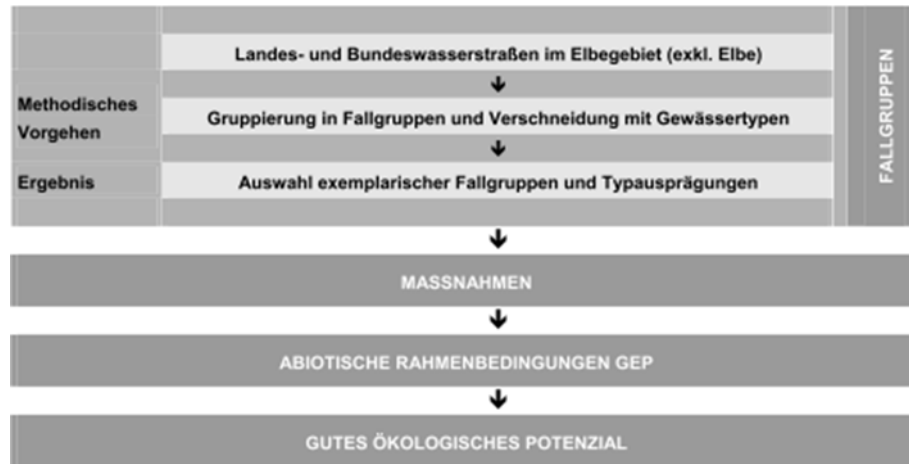 Landes- und Bundeswasserstraßen im Elbegebiet (exkl. Elbe)
Methodisches
Vorgehen
Gruppierung in Fallgruppen und Verschneidung mit Gewässertypen
Ergebnis
Auswahl exemplarischer Fallgruppen und Typausprägungen
FALLGRUPPEN
MASSNAHMEN
ABIOTISCHE RAHMENBEDINGUNGEN GEP
GUTES ÖKOLOGISCHES POTENZIAL